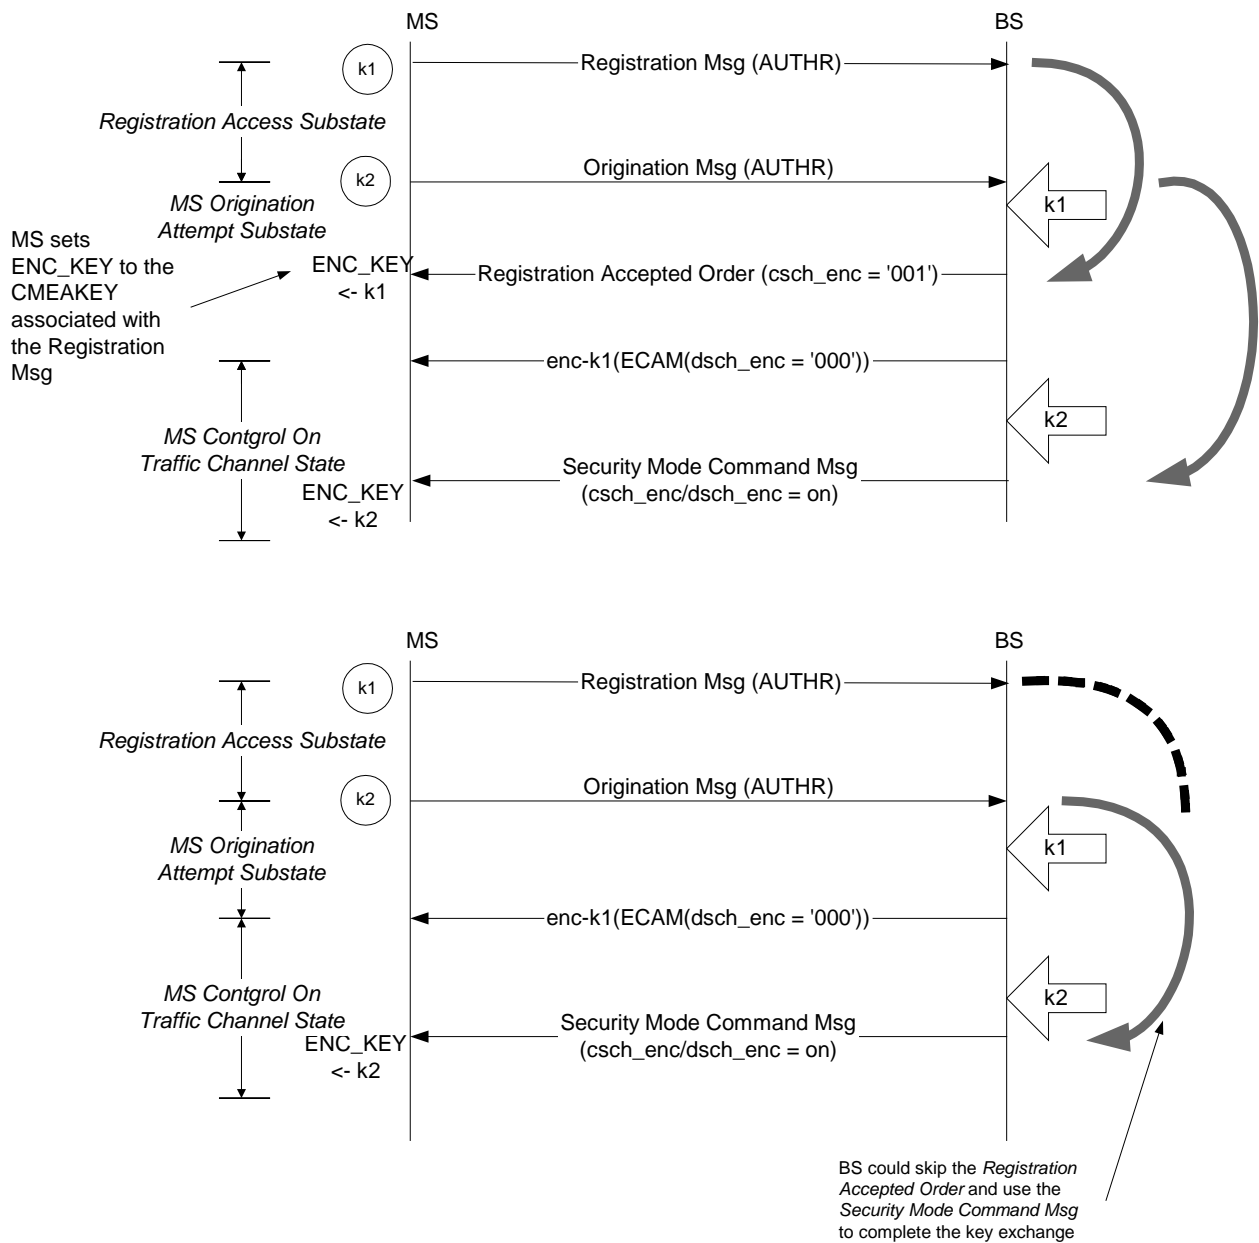 MS
BS
k1
Registration Msg (AUTHR)
Registration Access Substate
k2
Origination Msg (AUTHR)
MS Origination
Attempt Substate
k1
MS sets
ENC_KEY to the
CMEAKEY
associated with
the Registration
Msg
ENC_KEY
<- k1
Registration Accepted Order (csch_enc = '001')
enc-k1(ECAM(dsch_enc = '000'))
k2
MS Contgrol On
Traffic Channel State
Security Mode Command Msg
(csch_enc/dsch_enc = on)
ENC_KEY
<- k2
MS
BS
k1
Registration Msg (AUTHR)
Registration Access Substate
k2
Origination Msg (AUTHR)
MS Origination
Attempt Substate
k1
enc-k1(ECAM(dsch_enc = '000'))
MS Contgrol On
Traffic Channel State
k2
Security Mode Command Msg
(csch_enc/dsch_enc = on)
ENC_KEY
<- k2
BS could skip the Registration
Accepted Order and use the
Security Mode Command Msg
to complete the key exchange